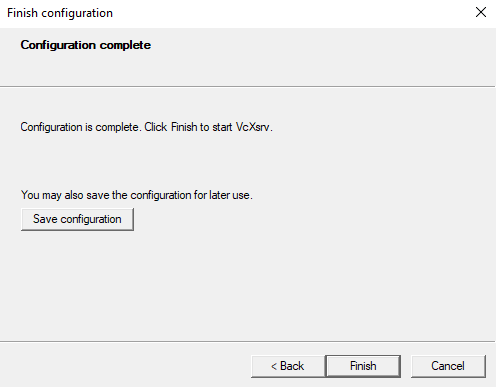 Finish configuration
Configuration complete
Configuration is complete. Click Finish to start VcXsrv.
You may also save the configuration for later use.
Save configuration
< Back Finish Cancel